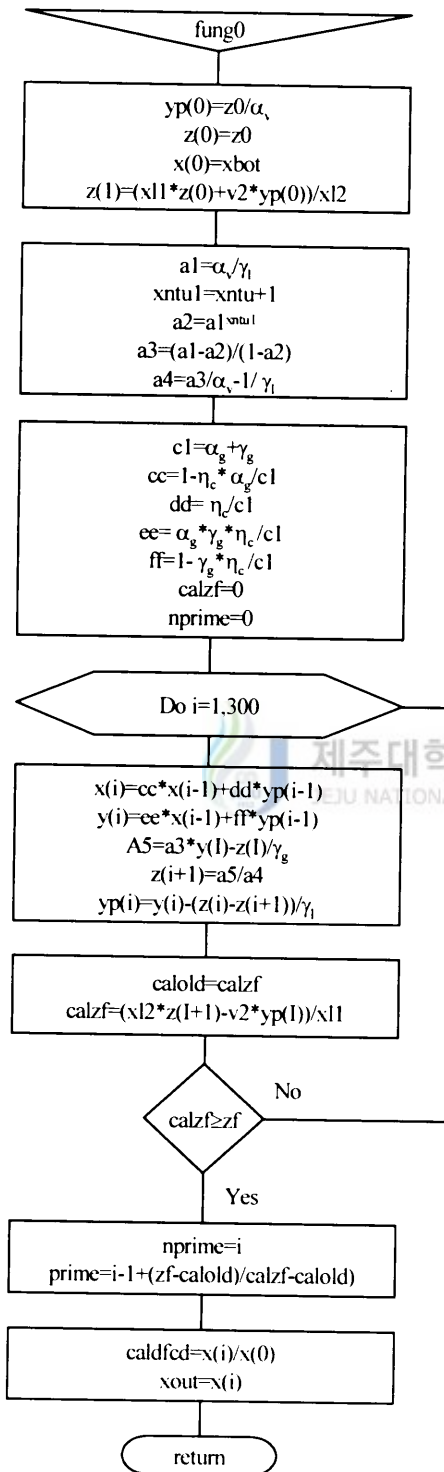 fung0
yp(0)=z0/αᵥ
z(0)=z0
x(0)=xbot
z(1)=(xl1*z(0)+v2*yp(0))/xl2
a1=αᵥ/γₗ
xntu1=xntu+1
a2=a1^xntu1
a3=(a1-a2)/(1-a2)
a4=a3/αᵥ-1/γₗ
c1=α_g+γ_g
cc=1-η_c*α_g/c1
dd= η_c/c1
ee= α_g*γ_g*η_c/c1
ff=1-γ_g*η_c/c1
calzf=0
nprime=0
Do i=1,300
제주대학
JEJU NATIONA
x(i)=cc*x(i-1)+dd*yp(i-1)
y(i)=ee*x(i-1)+ff*yp(i-1)
A5=a3*y(I)-z(I)/γ_g
z(i+1)=a5/a4
yp(i)=y(i)-(z(i)-z(i+1))/γₗ
calold=calzf
calzf=(xl2*z(I+1)-v2*yp(I))/xl1
calzf≥zf
No
Yes
nprime=i
prime=i-1+(zf-calold)/calzf-calold)
caldfcd=x(i)/x(0)
xout=x(i)
return